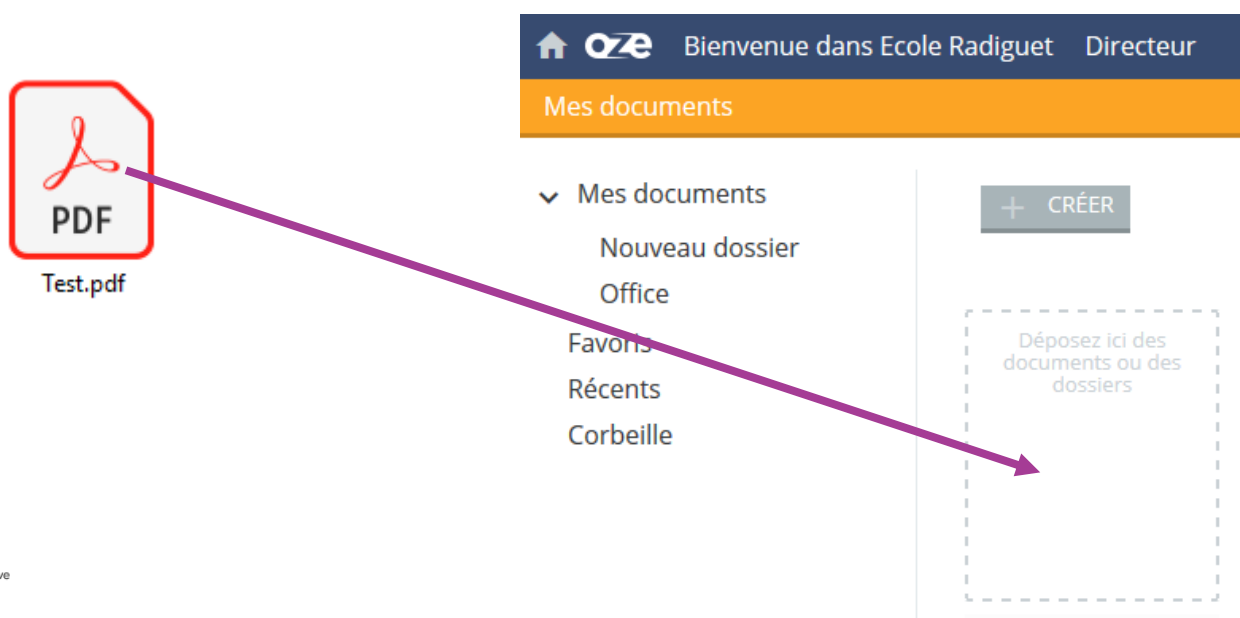 oze Bienvenue dans Ecole Radiguet Directeur
Mes documents
PDF
Test.pdf
Mes documents
Nouveau dossier
Office
Favoris
Récents
Corbeille
+ CRÉER
Déposez ici des
documents ou des
dossiers